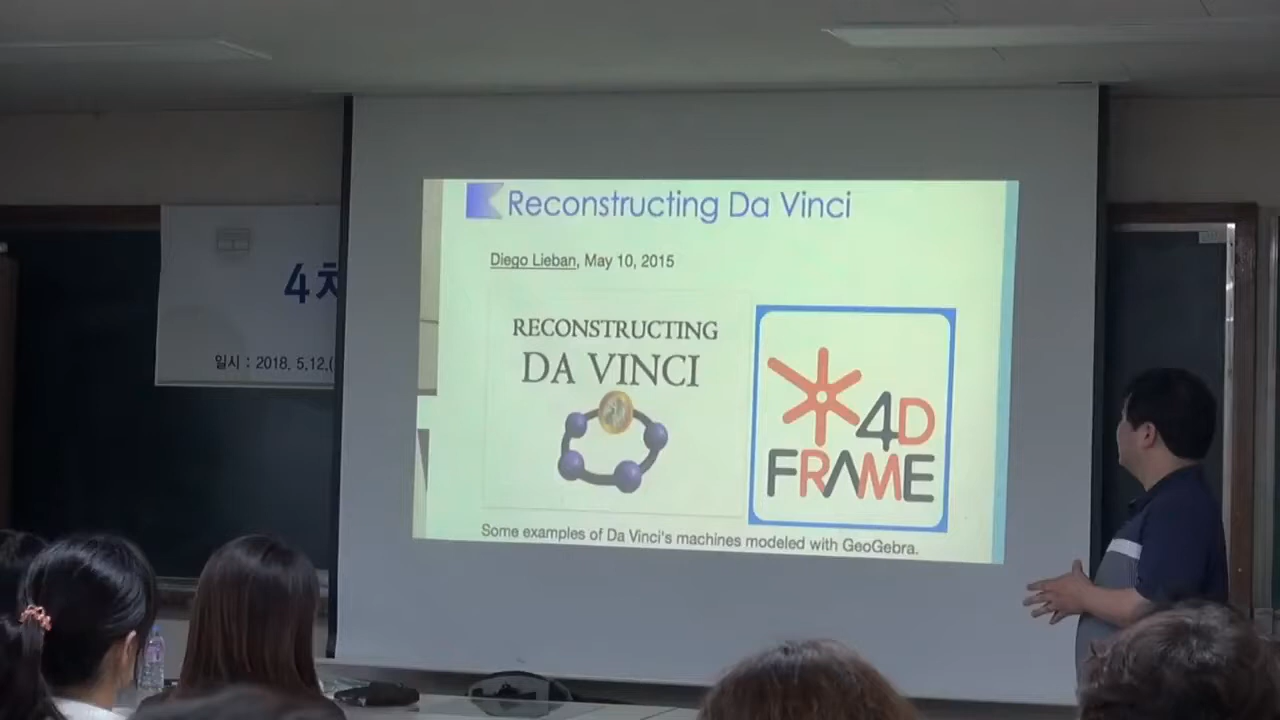 Reconstructing Da Vinci
Diego Lieban, May 10, 2015
RECONSTRUCTING
DA VINCI
4D
FRAME
Some examples of Da Vinci's machines modeled with GeoGebra.
4차
일시 : 2018. 5.12.(